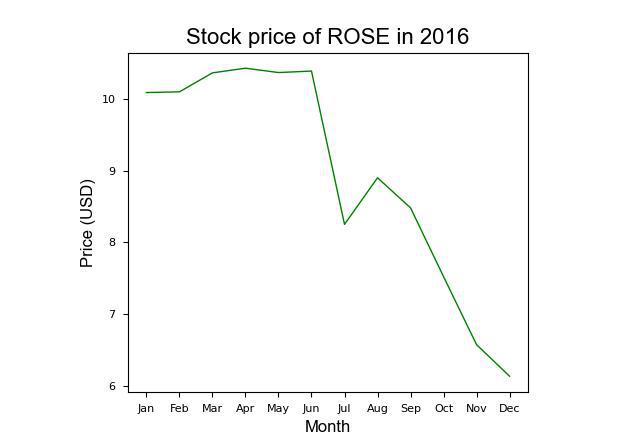 Stock price of ROSE in 2016
Price (USD)
10
9
8
7
6
Jan Feb Mar Apr May Jun Jul Aug Sep Oct Nov Dec
Month